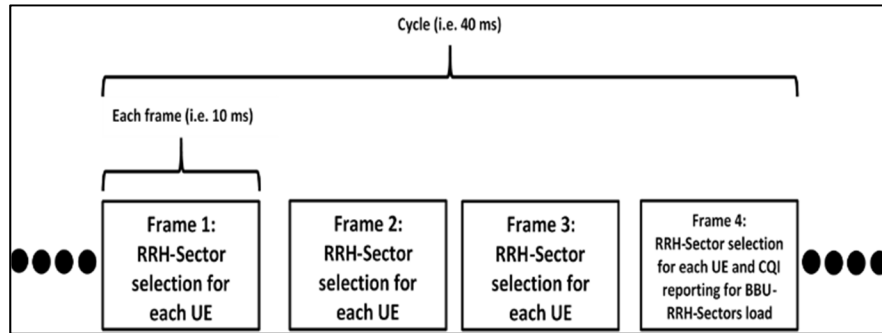 Cycle (i.e. 40 ms)
Each frame (i.e. 10 ms)
Frame 1:
RRH-Sector
selection for
each UE
Frame 2:
RRH-Sector
selection for
each UE
Frame 3:
RRH-Sector
selection for
each UE
Frame 4:
RRH-Sector selection
for each UE and CQI
reporting for BBU-
RRH-Sectors load